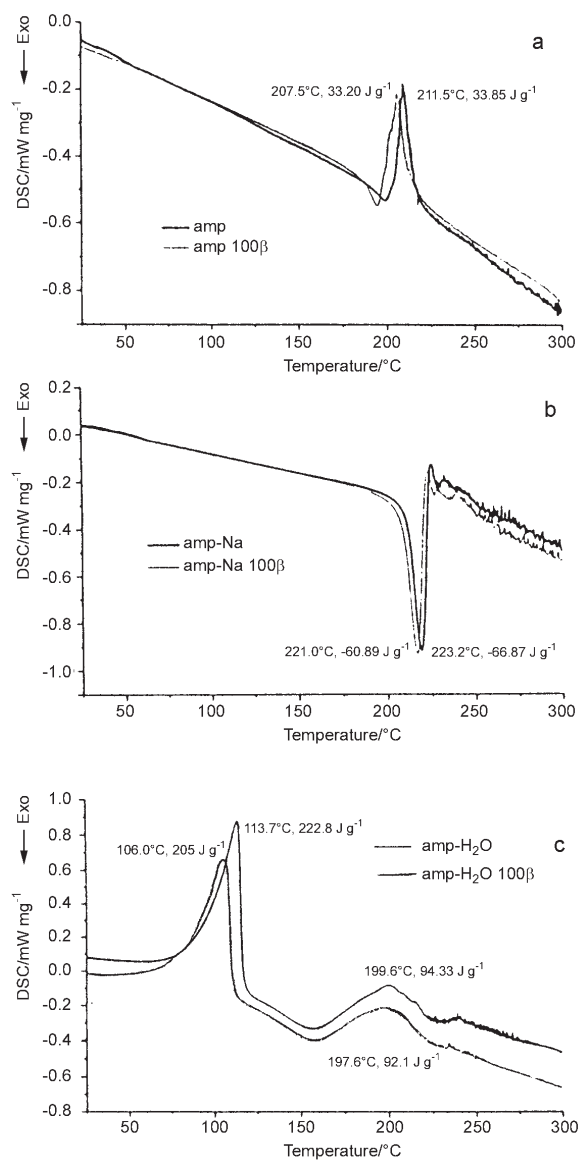 0.0
-0.2
-0.4
-0.6
-0.8
DSC/mW mg⁻¹
Exo
a
207.5°C, 33.20 J g⁻¹
211.5°C, 33.85 J g⁻¹
amp
amp 100β
50 100 150 200 250 300
Temperature/°C
0.2
0.0
-0.2
-0.4
-0.6
-0.8
-1.0
DSC/mW mg⁻¹
Exo
b
amp-Na
amp-Na 100β
221.0°C, -60.89 J g⁻¹
223.2°C, -66.87 J g⁻¹
50 100 150 200 250 300
Temperature/°C
1.0
0.8
0.6
0.4
0.2
0.0
-0.2
-0.4
-0.6
-0.8
DSC/mW mg⁻¹
Exo
c
106.0°C, 205 J g⁻¹
113.7°C, 222.8 J g⁻¹
amp-H₂O
amp-H₂O 100β
199.6°C, 94.33 J g⁻¹
197.6°C, 92.1 J g⁻¹
50 100 150 200 250 300
Temperature/°C